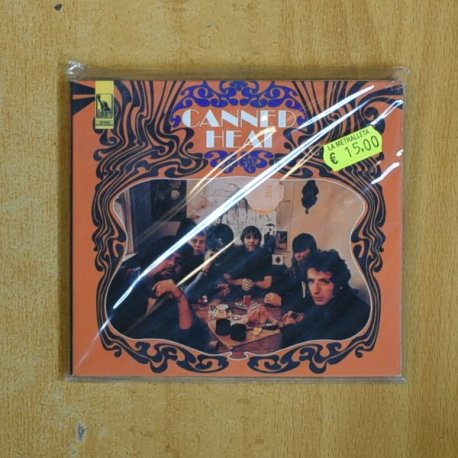 CANNED
HEAT
LA METRALLETA
€ 15,00